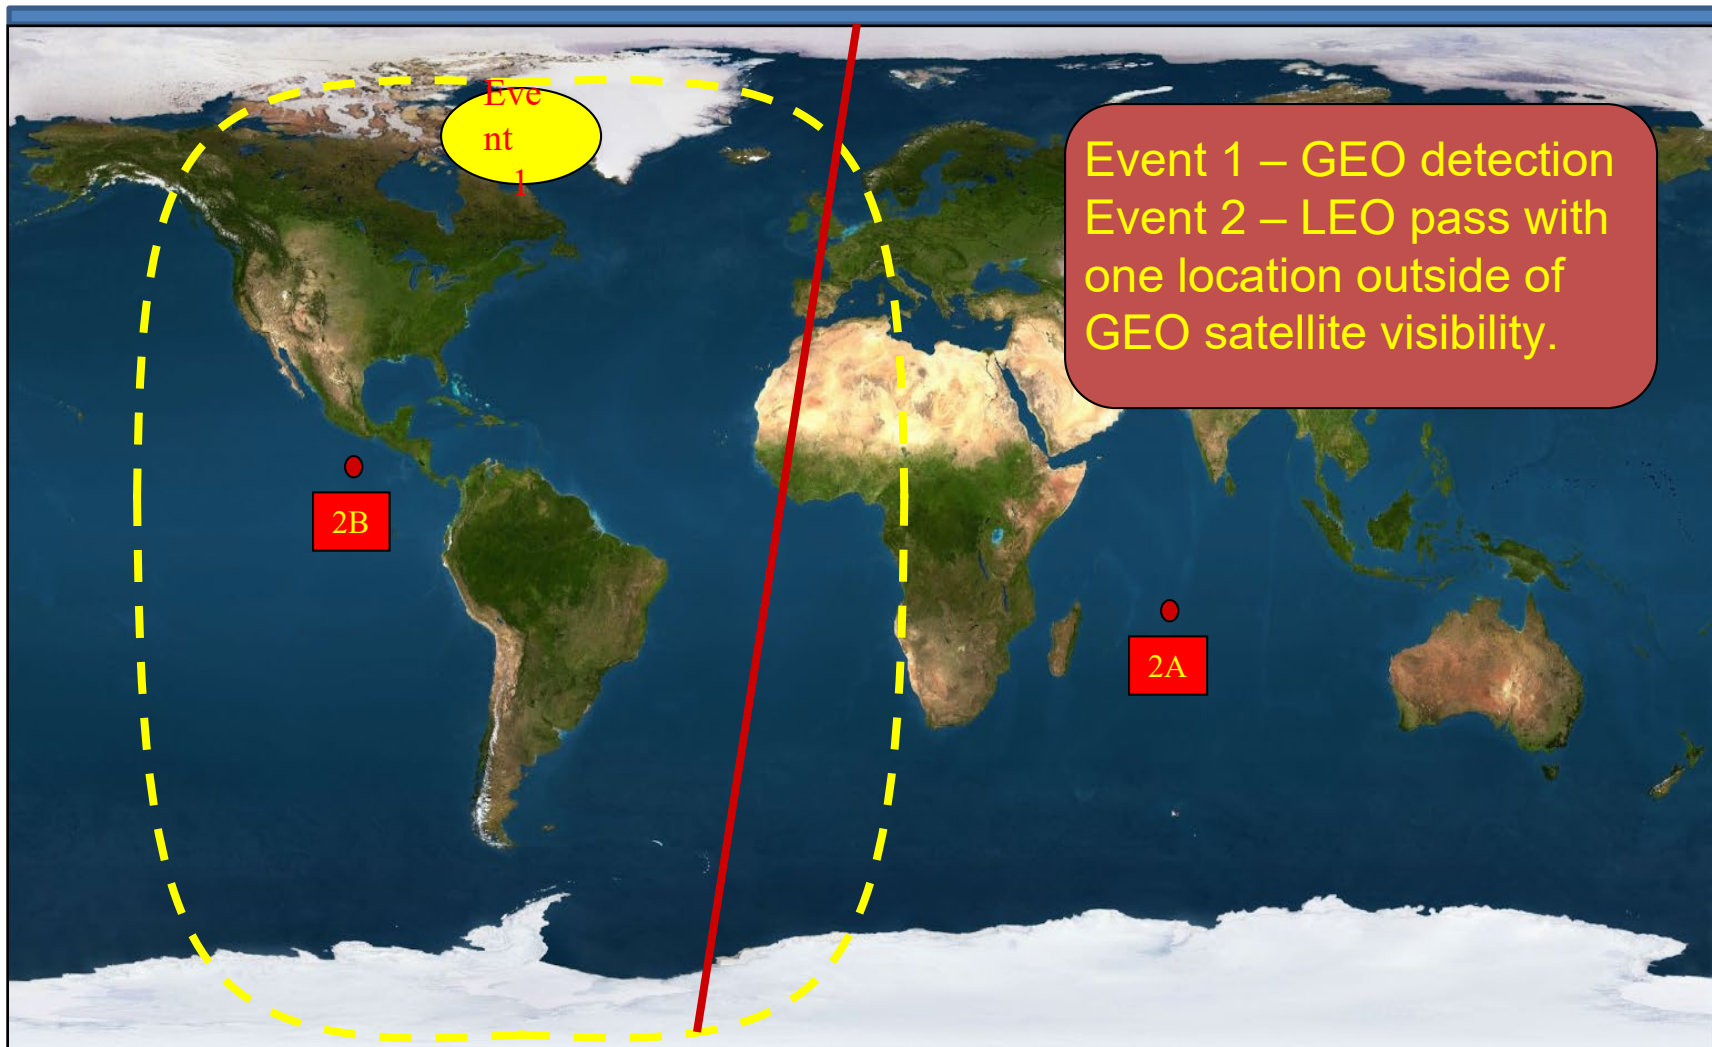 Eve
nt
1
Event 1 – GEO detection
Event 2 – LEO pass with
one location outside of
GEO satellite visibility.
2B
2A